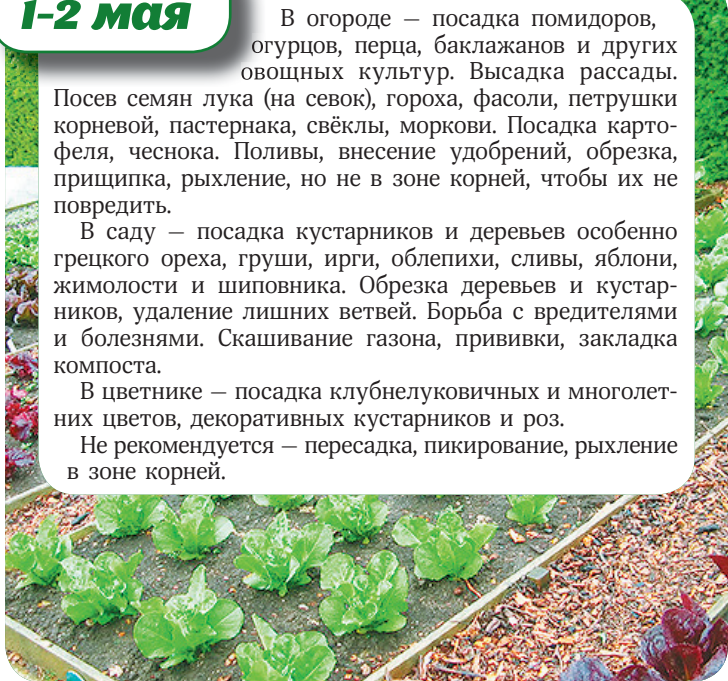 1-2 мая
В огороде — посадка помидоров,
огурцов, перца, баклажанов и других
овощных культур. Высадка рассады.
Посев семян лука (на севок), гороха, фасоли, петрушки
корневой, пастернака, свёклы, моркови. Посадка карто-
феля, чеснока. Поливы, внесение удобрений, обрезка,
прищипка, рыхление, но не в зоне корней, чтобы их не
повредить.
В саду — посадка кустарников и деревьев особенно
грецкого ореха, груши, ирги, облепихи, сливы, яблони,
жимолости и шиповника. Обрезка деревьев и кустар-
ников, удаление лишних ветвей. Борьба с вредителями
и болезнями. Скашивание газона, прививки, закладка
компоста.
В цветнике — посадка клубнелуковичных и многолет-
них цветов, декоративных кустарников и роз.
Не рекомендуется — пересадка, пикирование, рыхление
в зоне корней.